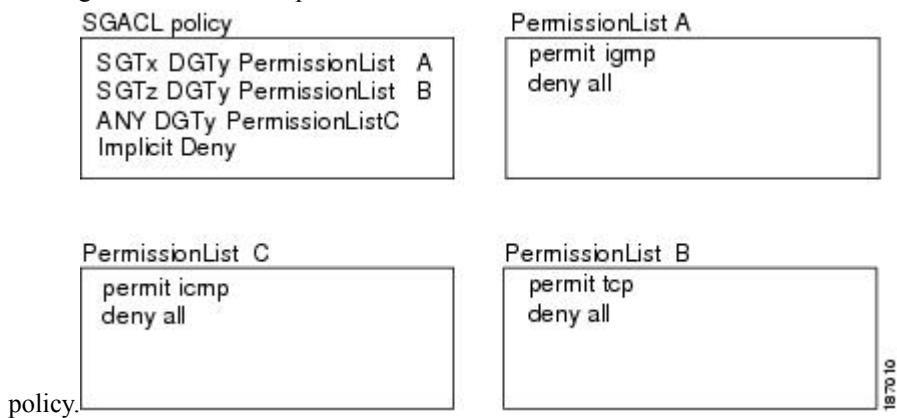 SGACL policy
SGTx DGTy PermissionList A
SGTz DGTy PermissionList B
ANY DGTy PermissionListC
Implicit Deny
PermissionList A
permit igmp
deny all
PermissionList C
permit icmp
deny all
PermissionList B
permit tcp
deny all
187010
policy.